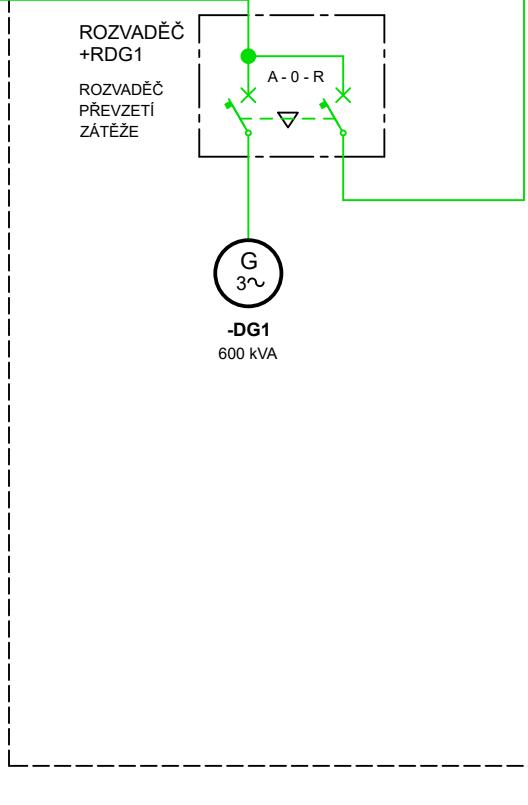 ROZVADĚČ
+RDG1
ROZVADĚČ
PŘEVZETÍ
ZÁTĚŽE
A - 0 - R
G
3~
-DG1
600 kVA